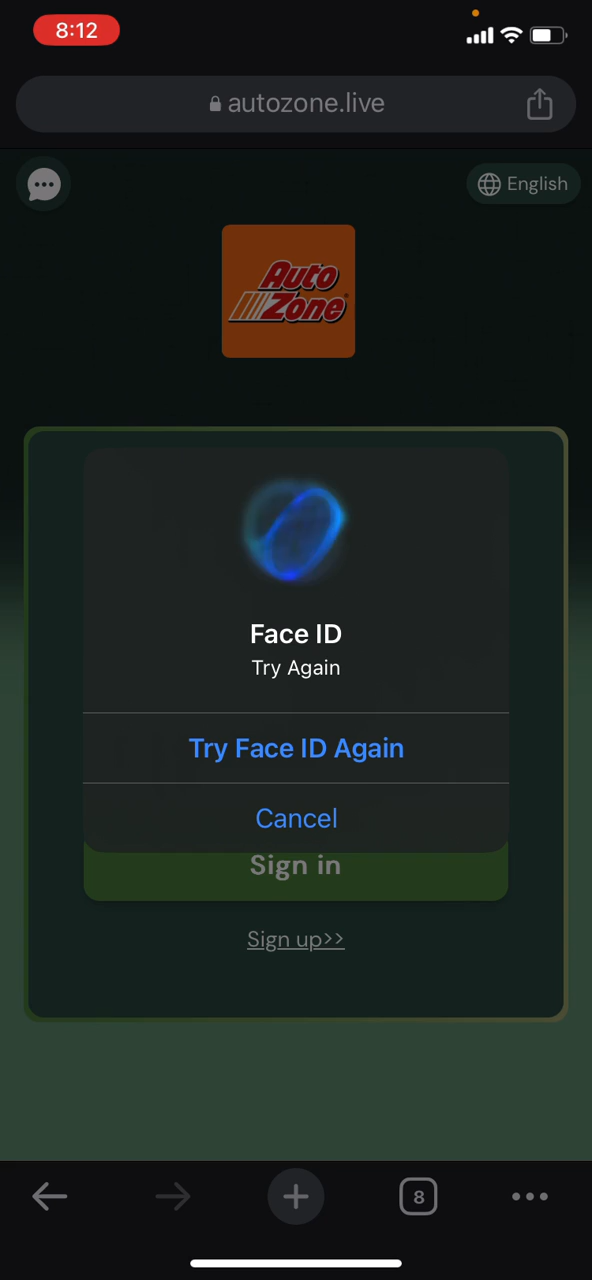 8:12
autozone.live
English
Auto
Zone
Face ID
Try Again
Try Face ID Again
Cancel
Sign in
Sign up>>
8